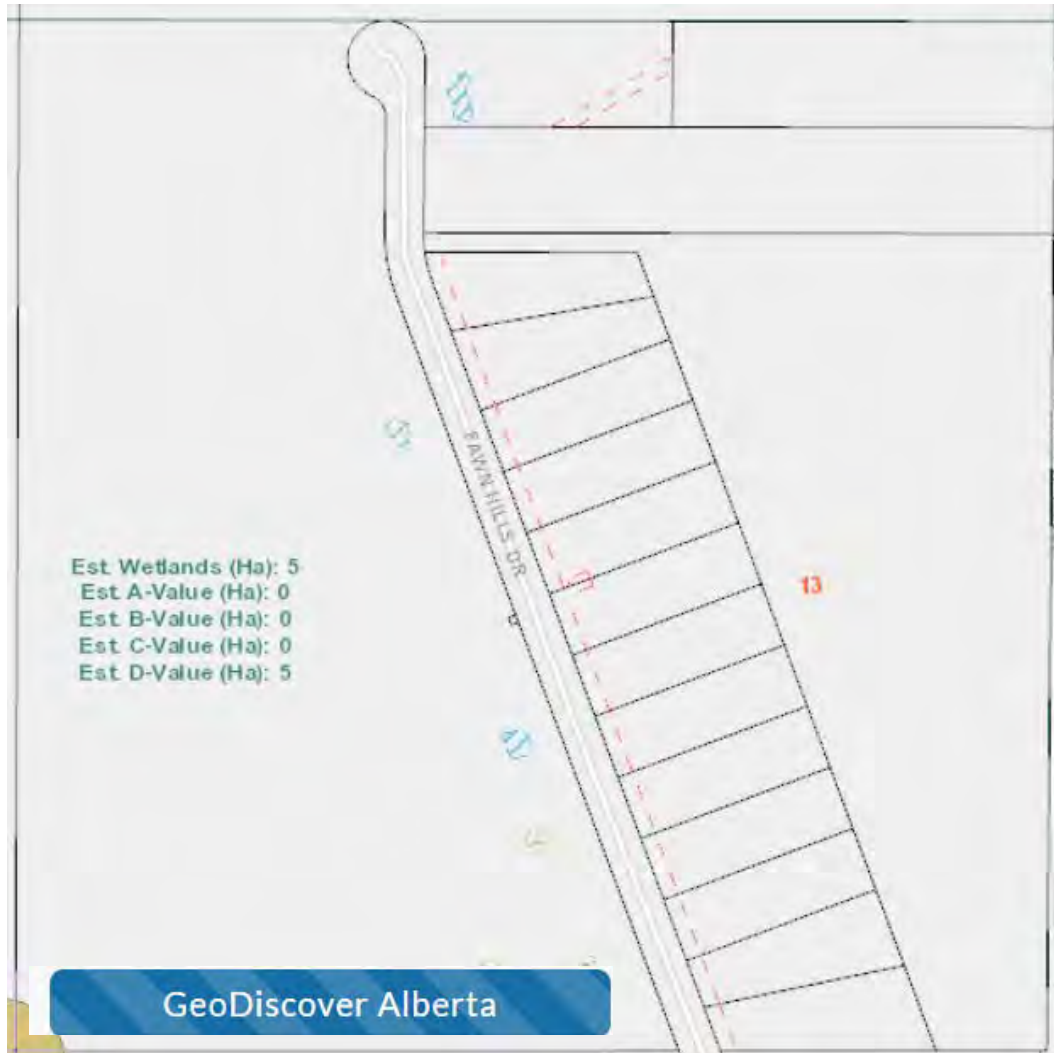 FAWN HILLS DR
Est. Wetlands (Ha): 5
Est. A-Value (Ha): 0
Est. B-Value (Ha): 0
Est. C-Value (Ha): 0
Est. D-Value (Ha): 5
13
GeoDiscover Alberta